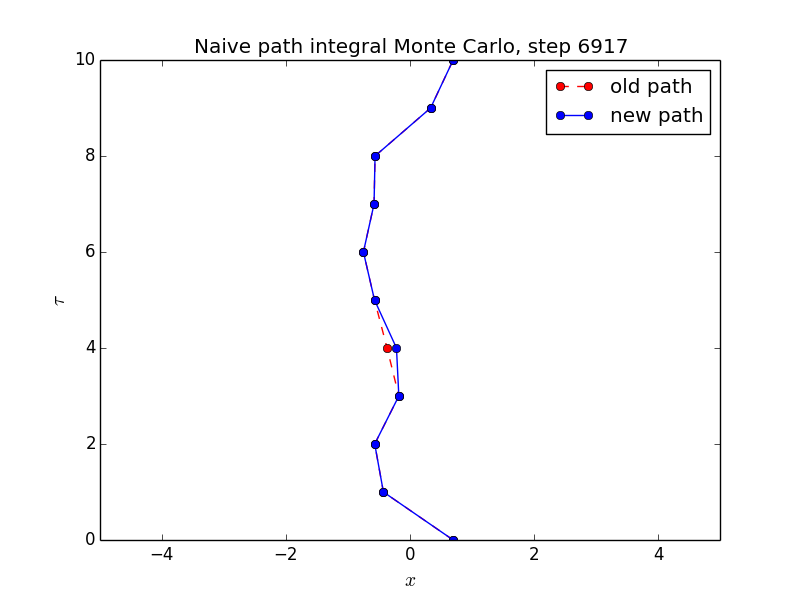 Naive path integral Monte Carlo, step 6917
old path
new path
10
8
6
4
2
0
τ
−4 −2 0 2 4
x